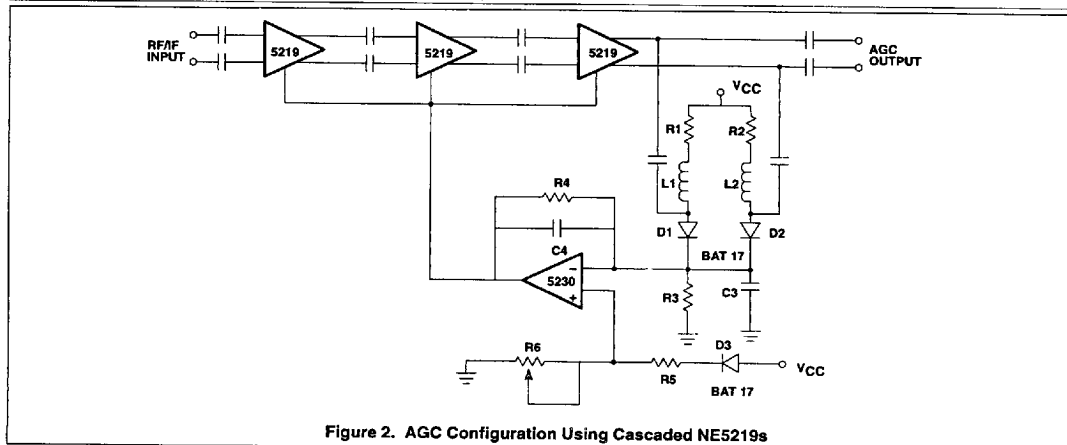 RF/IF
INPUT
5219
5219
5219
AGC
OUTPUT
VCC
R1
R2
L1
L2
R4
C4
D1
D2
BAT 17
5230
−
+
R3
C3
R6
R5
D3
BAT 17
VCC
Figure 2. AGC Configuration Using Cascaded NE5219s